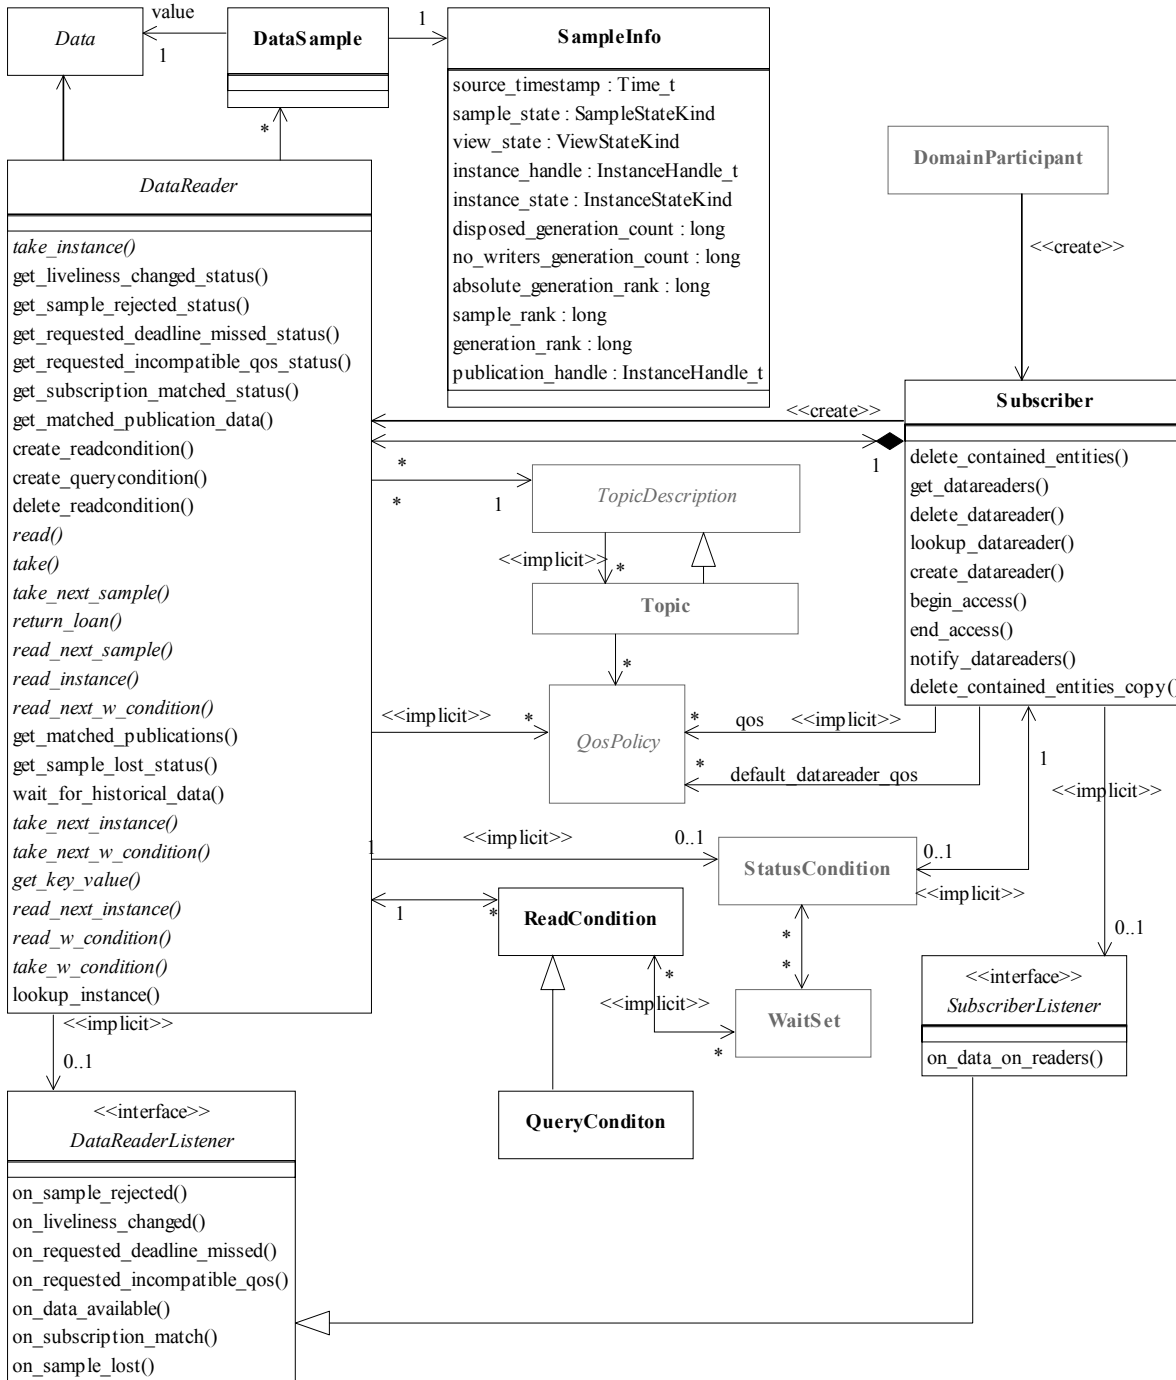 value
1
Data
DataSample
1
SampleInfo
source_timestamp : Time_t
sample_state : SampleStateKind
view_state : ViewStateKind
instance_handle : InstanceHandle_t
instance_state : InstanceStateKind
disposed_generation_count : long
no_writers_generation_count : long
absolute_generation_rank : long
sample_rank : long
generation_rank : long
publication_handle : InstanceHandle_t
*
DomainParticipant
<<create>>
DataReader
take_instance()
get_liveliness_changed_status()
get_sample_rejected_status()
get_requested_deadline_missed_status()
get_requested_incompatible_qos_status()
get_subscription_matched_status()
get_matched_publication_data()
create_readcondition()
create_querycondition()
delete_readcondition()
read()
take()
take_next_sample()
return_loan()
read_next_sample()
read_instance()
read_next_w_condition()
get_matched_publications()
get_sample_lost_status()
wait_for_historical_data()
take_next_instance()
take_next_w_condition()
get_key_value()
read_next_instance()
read_w_condition()
take_w_condition()
lookup_instance()
<<create>>
*
1
Subscriber
delete_contained_entities()
get_datareaders()
delete_datareader()
lookup_datareader()
create_datareader()
begin_access()
end_access()
notify_datareaders()
delete_contained_entities_copy()
*
1
TopicDescription
<<implicit>>
*
Topic
*
<<implicit>>
*
QosPolicy
*
qos
<<implicit>>
*
default_datareader_qos
1
<<implicit>>
0..1
StatusCondition
0..1
<<implicit>>
1
<<implicit>>
0..1
1
*
ReadCondition
*
<<implicit>>
*
*
*
WaitSet
QueryConditon
<<interface>>
SubscriberListener
on_data_on_readers()
<<implicit>>
0..1
<<interface>>
DataReaderListener
on_sample_rejected()
on_liveliness_changed()
on_requested_deadline_missed()
on_requested_incompatible_qos()
on_data_available()
on_subscription_match()
on_sample_lost()